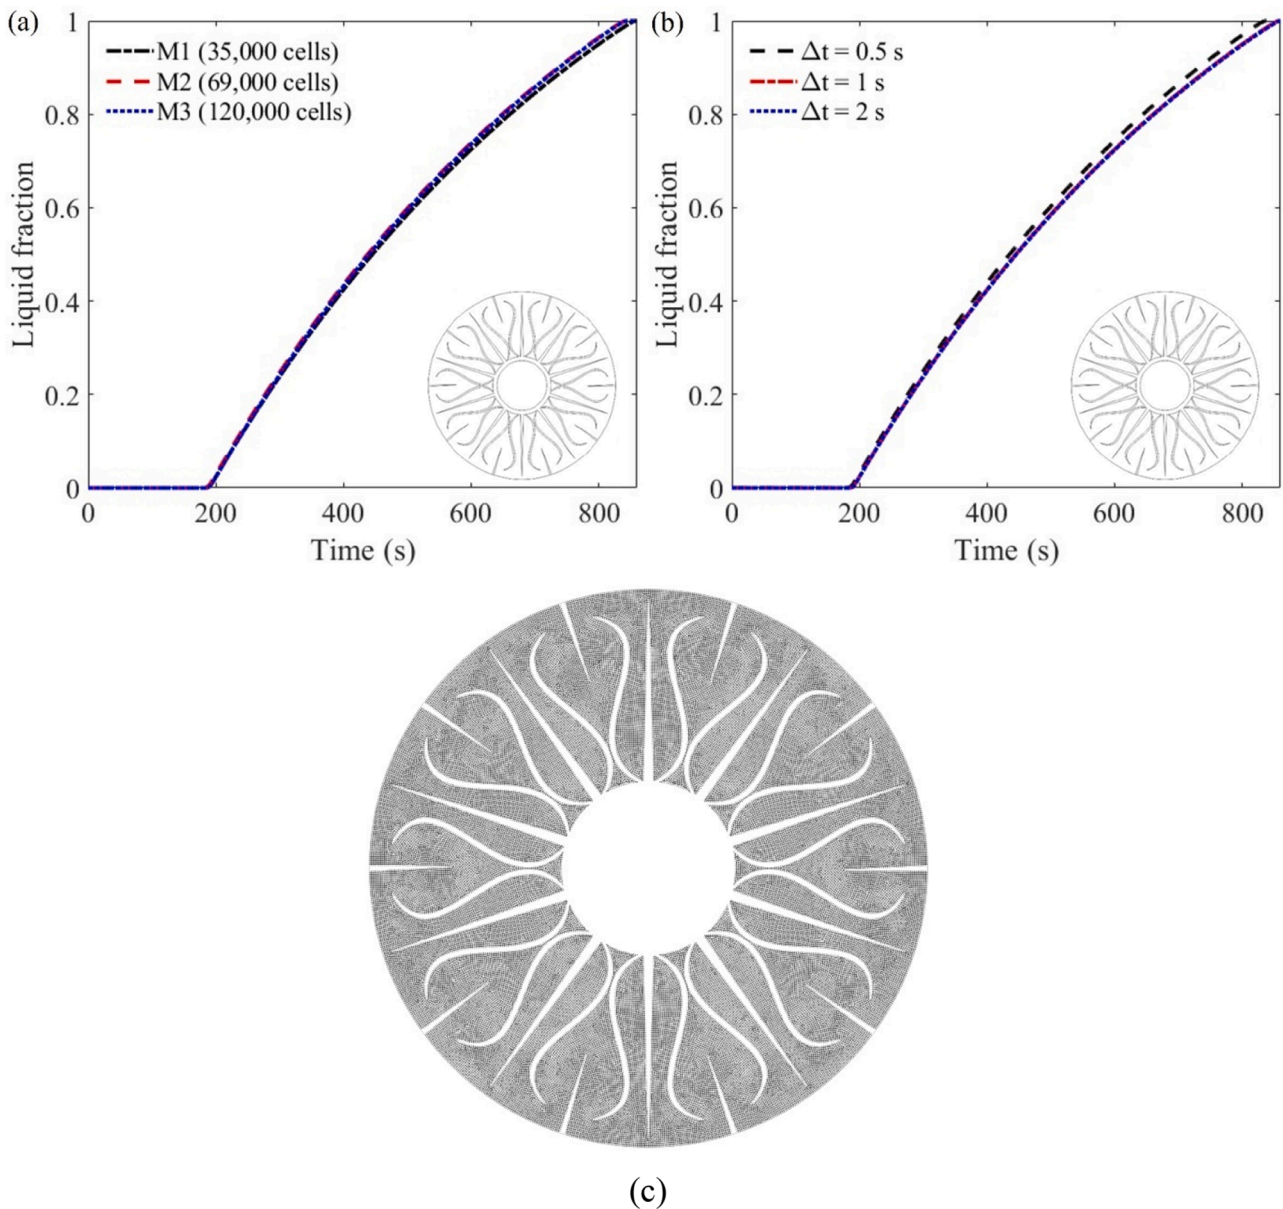 (a)
1
0.8
0.6
0.4
0.2
0
Liquid fraction
M1 (35,000 cells)
M2 (69,000 cells)
M3 (120,000 cells)
0 200 400 600 800
Time (s)
(b)
1
0.8
0.6
0.4
0.2
0
Liquid fraction
Δt = 0.5 s
Δt = 1 s
Δt = 2 s
0 200 400 600 800
Time (s)
(c)